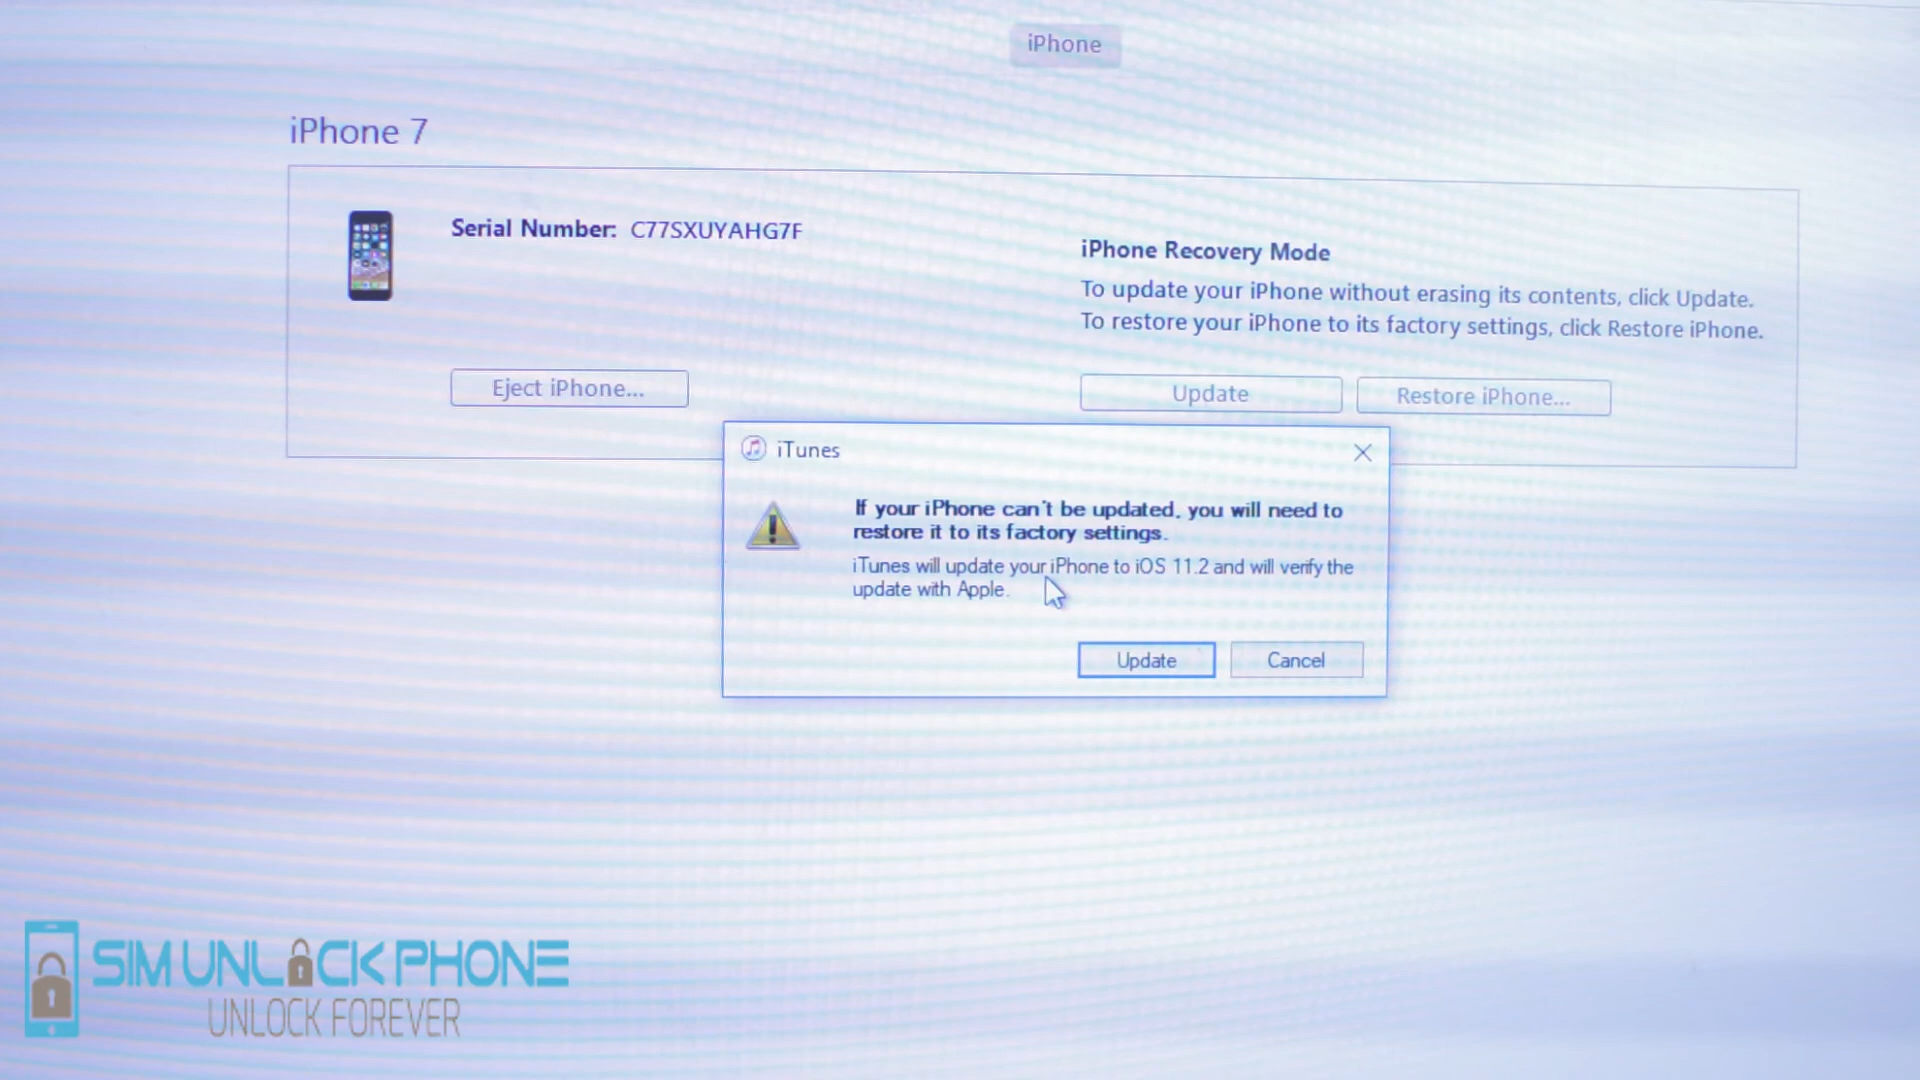 iPhone
iPhone 7
Serial Number: C77SXUYAHG7F
iPhone Recovery Mode
To update your iPhone without erasing its contents, click Update.
To restore your iPhone to its factory settings, click Restore iPhone.
Eject iPhone...
Update
Restore iPhone...
iTunes
If your iPhone can't be updated, you will need to
restore it to its factory settings.
iTunes will update your iPhone to iOS 11.2 and will verify the
update with Apple.
Update
Cancel
SIM UNLOCK PHONE
UNLOCK FOREVER